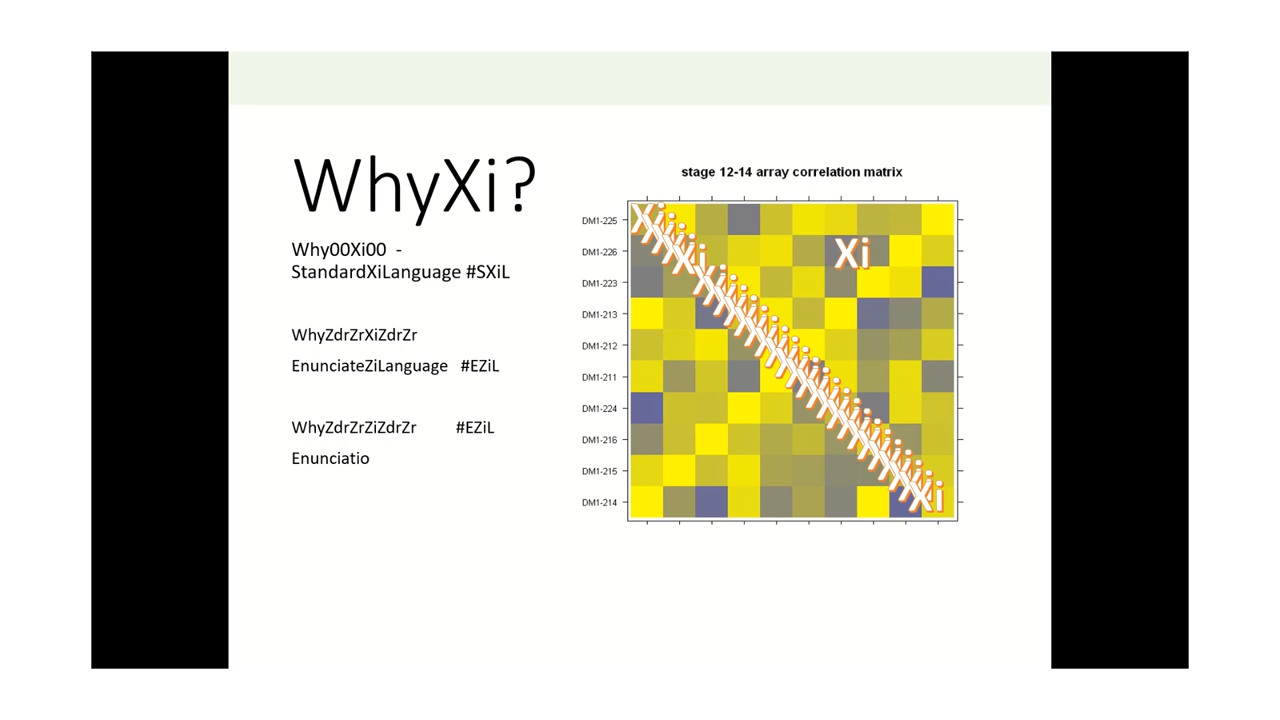 WhyXi?
Why00Xi00 -
StandardXiLanguage #SXiL
WhyZdrZrXiZdrZr
EnunciateZiLanguage #EZiL
WhyZdrZrZiZdrZr #EZiL
Enunciatio
stage 12-14 array correlation matrix
DM1-225
DM1-226
DM1-223
DM1-213
DM1-212
DM1-211
DM1-224
DM1-216
DM1-215
DM1-214
Xi
Xi